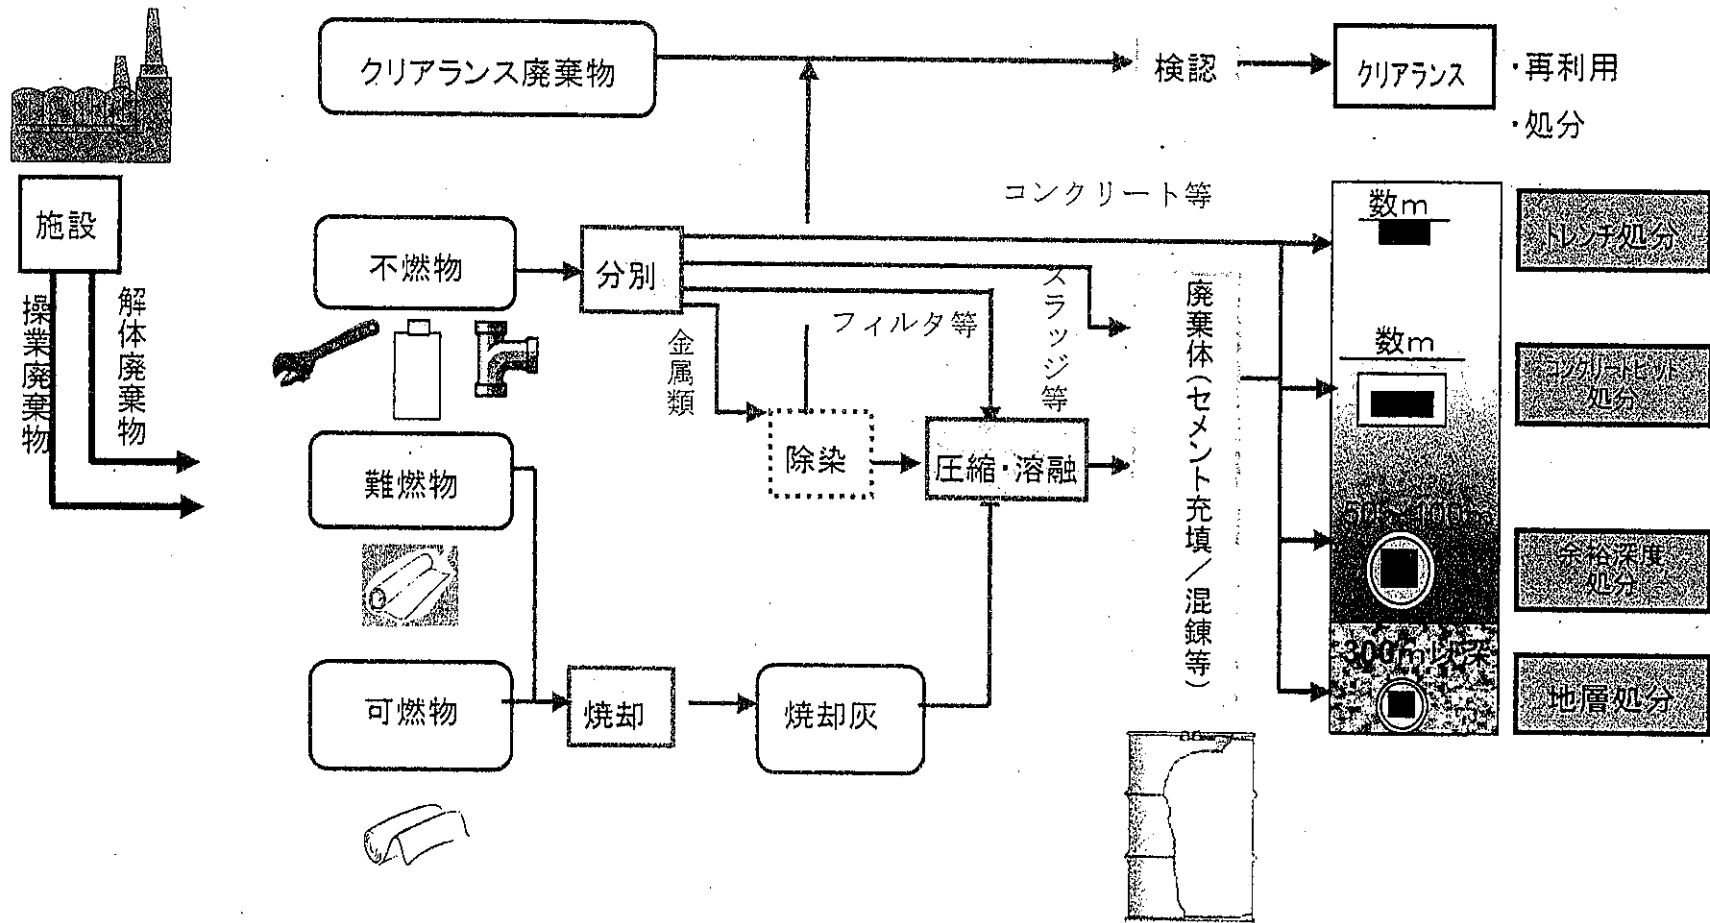 クリアランス廃棄物
検認
クリアランス
・再利用
・処分
施設
操業廃棄物
解体廃棄物
不燃物
分別
コンクリート等
スラッジ等
フィルタ等
金属類
除染
圧縮・溶融
難燃物
可燃物
焼却
焼却灰
廃棄体(セメント充填/混錬等)
数m
トレンチ処分
数m
コンクリートピット
処分
50~100m
余裕深度
処分
300m以深
地層処分